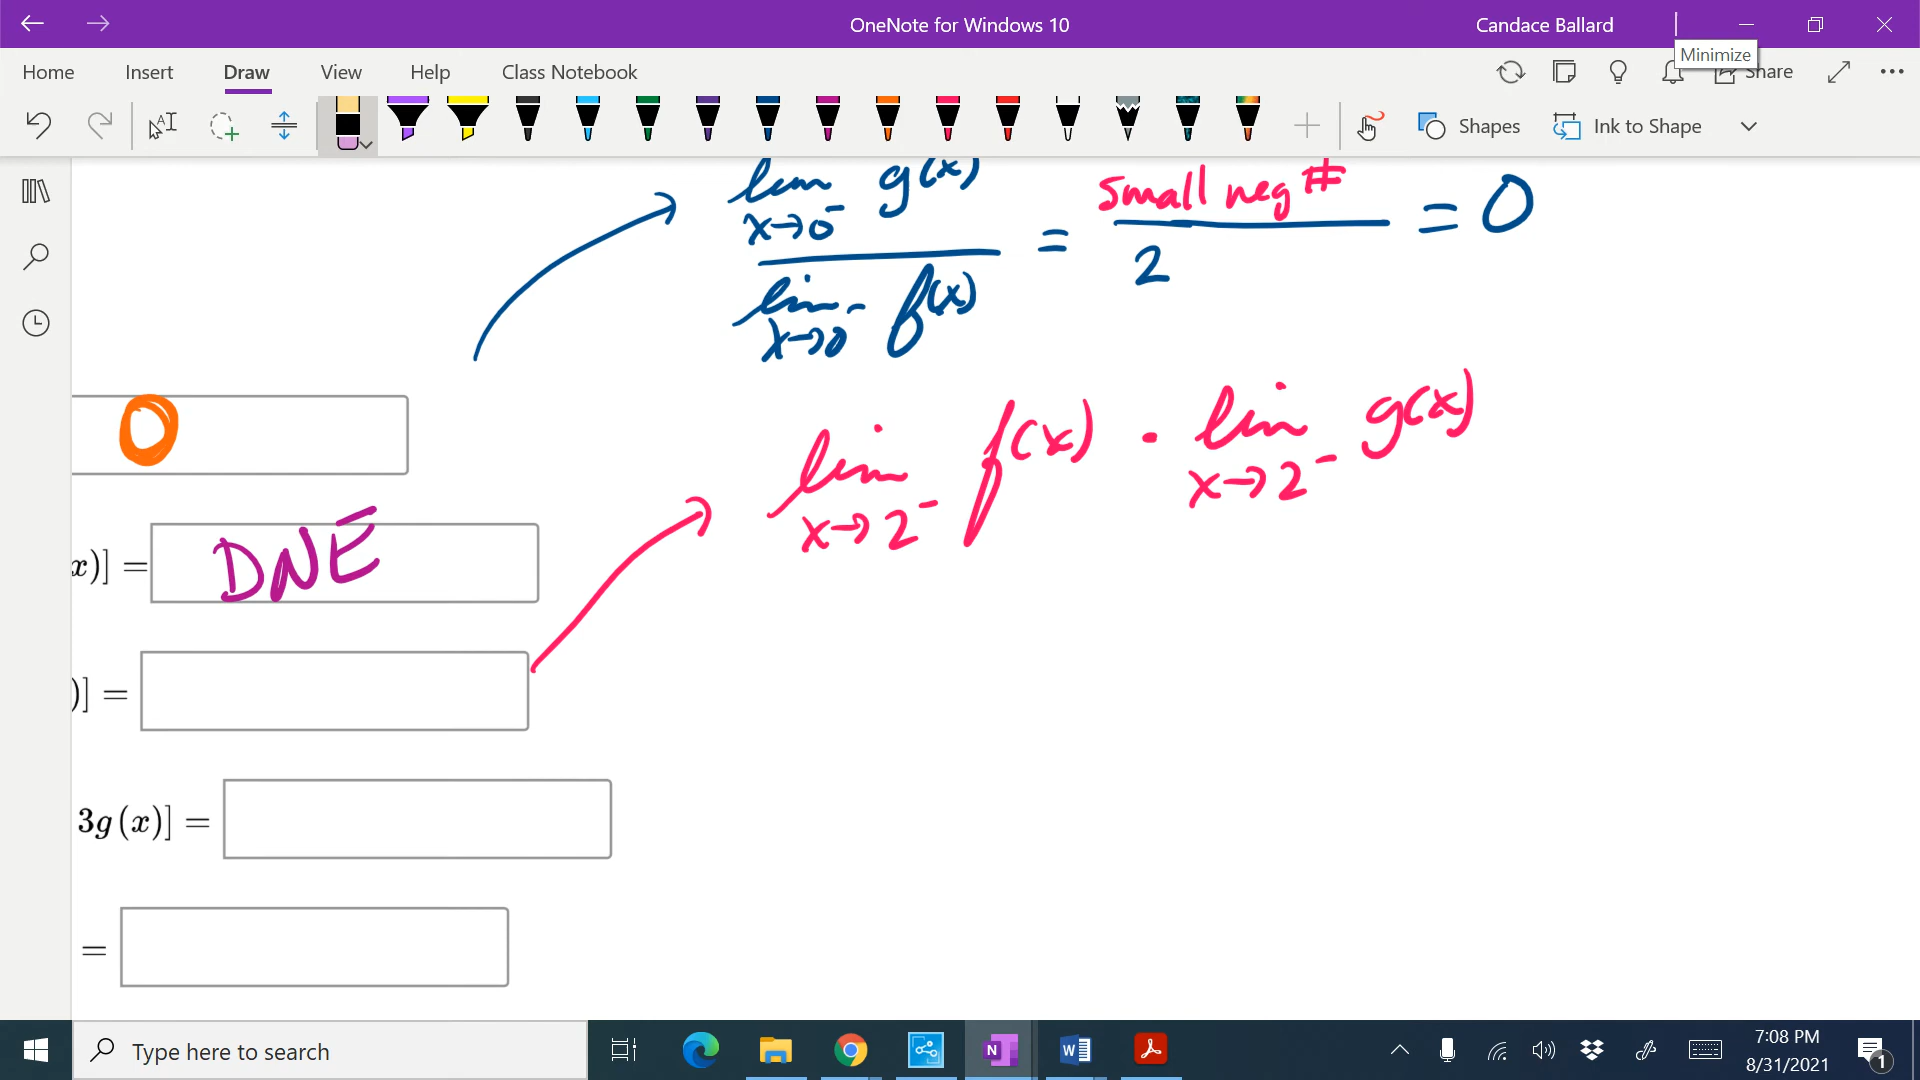 OneNote for Windows 10
Candace Ballard
Minimize
Home Insert Draw View Help Class Notebook Share
Shapes Ink to Shape
lim g(x)
x→0⁻
lim f(x)
x→0⁻
= small neg #
2
= 0
0
lim f(x) · lim g(x)
x→2⁻ x→2⁻
x)] = DNE
)] =
3g(x)] =
=
Type here to search
N
W
7:08 PM
8/31/2021
1